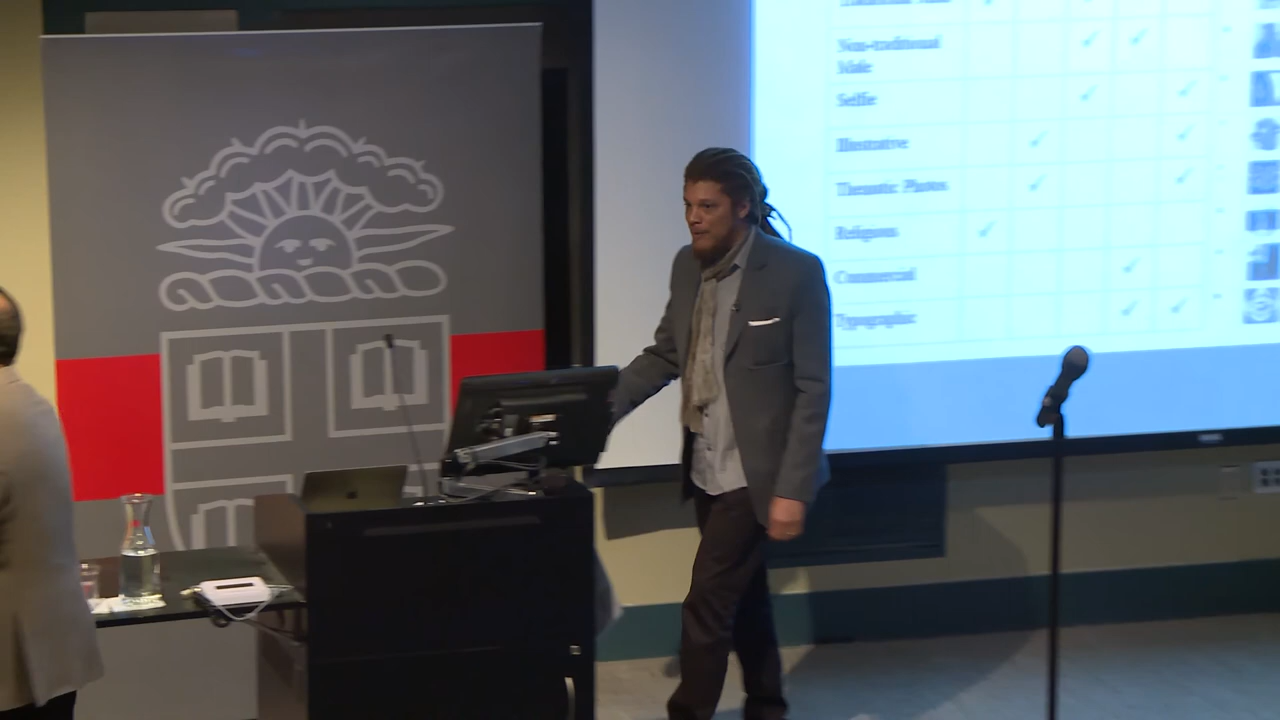 Non-traditional
Male
Selfie
Illustrative
Thematic Photos
Religious
Commercial
Typographic